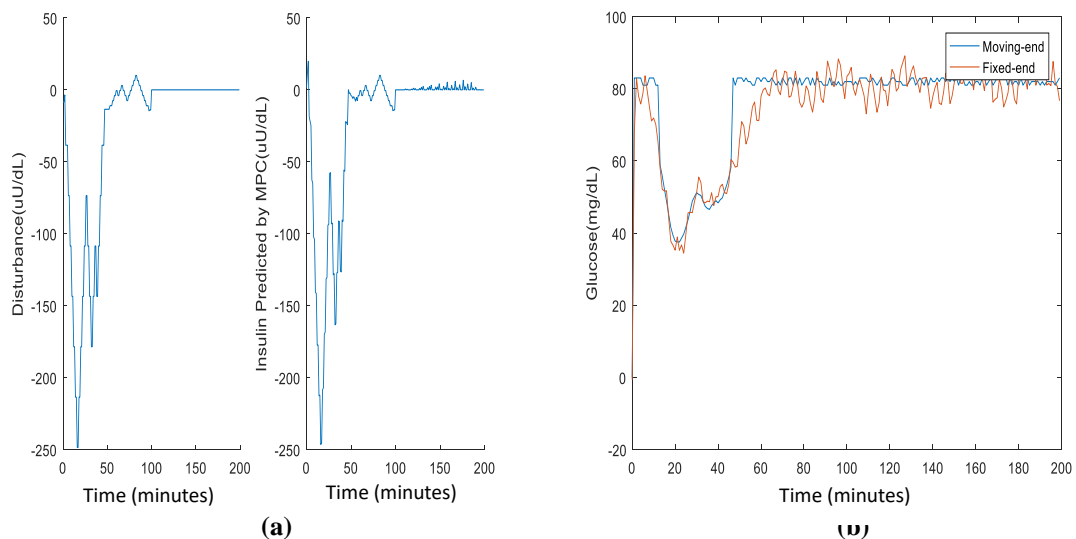 50
0
-50
-100
-150
-200
-250
Disturbance(uU/dL)
0 50 100 150 200
Time (minutes)
50
0
-50
-100
-150
-200
-250
Insulin Predicted by MPC(uU/dL)
0 50 100 150 200
Time (minutes)
(a)
100
80
60
40
20
0
-20
Glucose(mg/dL)
Moving-end
Fixed-end
0 20 40 60 80 100 120 140 160 180 200
Time (minutes)
(b)